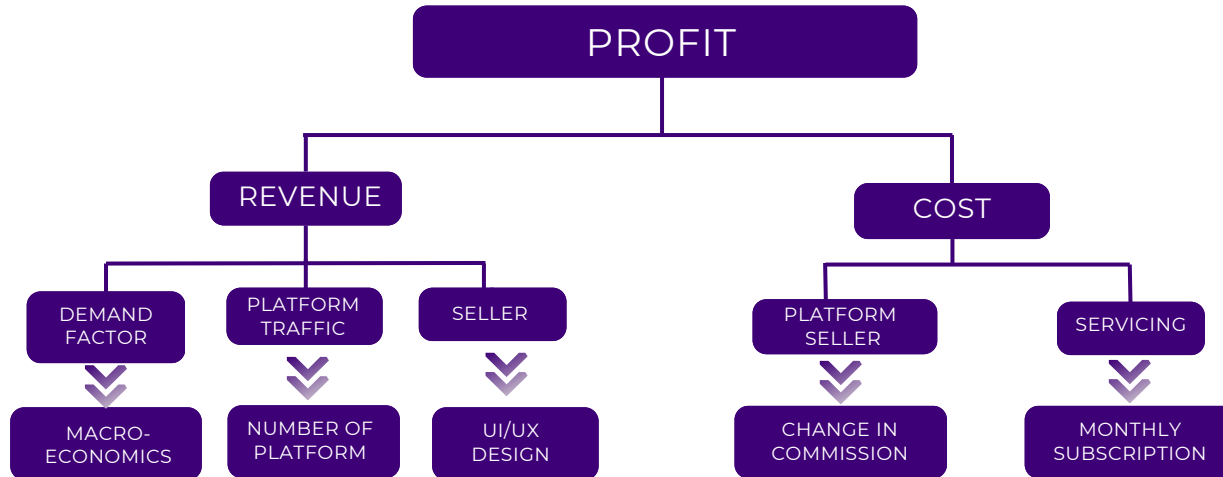 PROFIT
REVENUE
COST
DEMAND
FACTOR
PLATFORM
TRAFFIC
SELLER
PLATFORM
SELLER
SERVICING
MACRO-
ECONOMICS
NUMBER OF
PLATFORM
UI/UX
DESIGN
CHANGE IN
COMMISSION
MONTHLY
SUBSCRIPTION